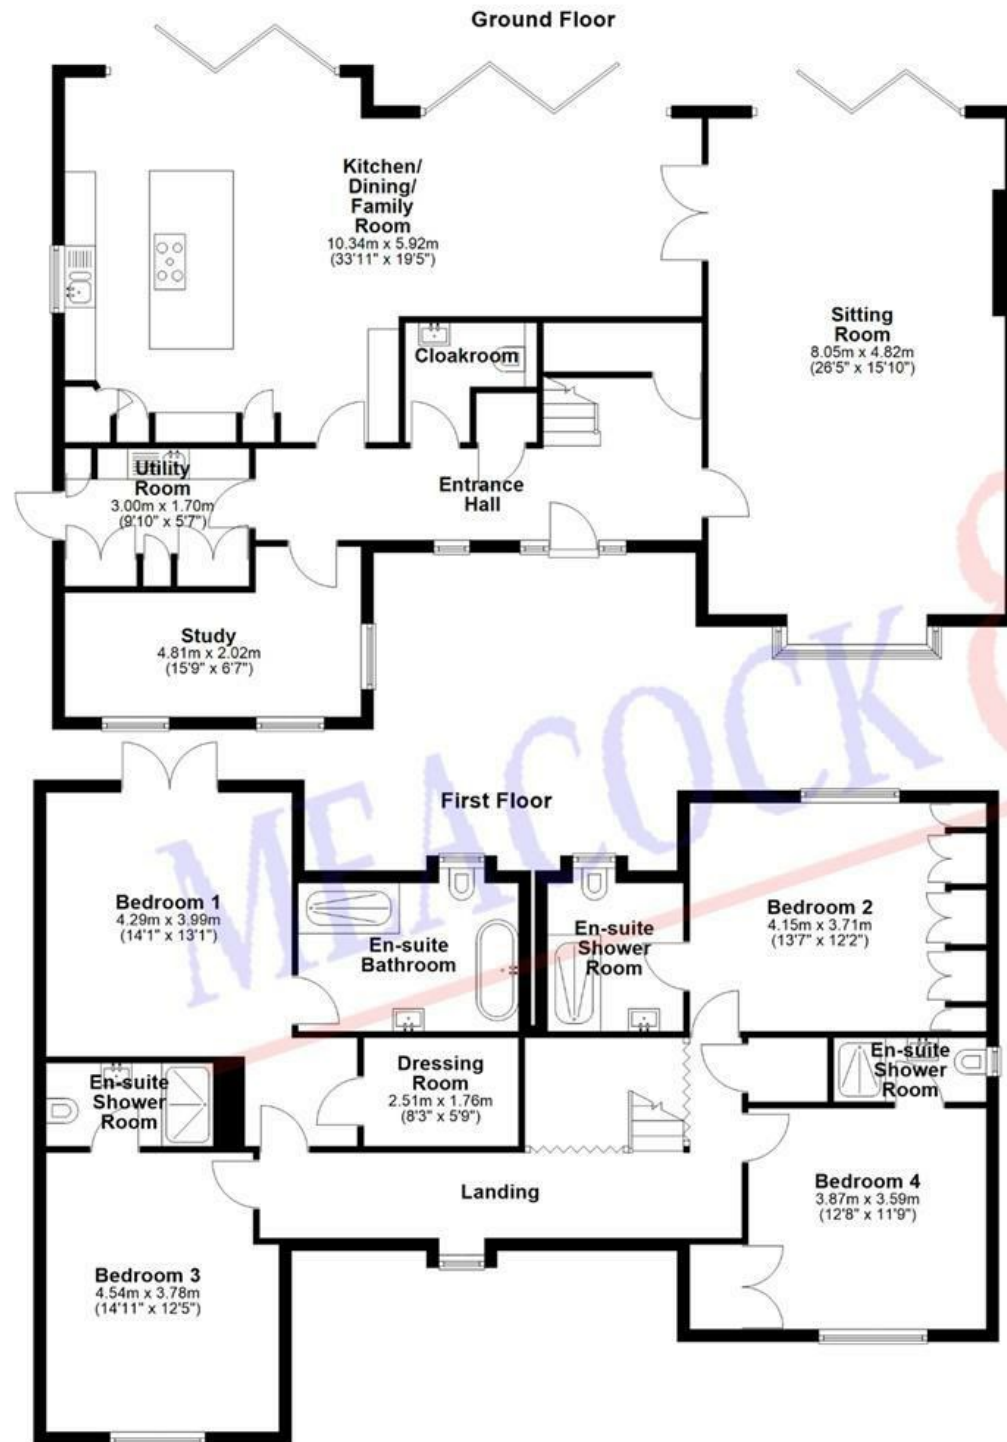 Ground Floor
Kitchen/
Dining/
Family
Room
10.34m x 5.92m
(33'11" x 19'5")
Sitting
Room
8.05m x 4.82m
(26'5" x 15'10")
Cloakroom
Utility
Room
3.00m x 1.70m
(9'10" x 5'7")
Entrance
Hall
Study
4.81m x 2.02m
(15'9" x 6'7")
First Floor
Bedroom 1
4.29m x 3.99m
(14'1" x 13'1")
En-suite
Bathroom
En-suite
Shower
Room
Bedroom 2
4.15m x 3.71m
(13'7" x 12'2")
En-suite
Shower
Room
Dressing
Room
2.51m x 1.76m
(8'3" x 5'9")
En-suite
Shower
Room
Landing
Bedroom 4
3.87m x 3.59m
(12'8" x 11'9")
Bedroom 3
4.54m x 3.78m
(14'11" x 12'5")
MEACOCK &